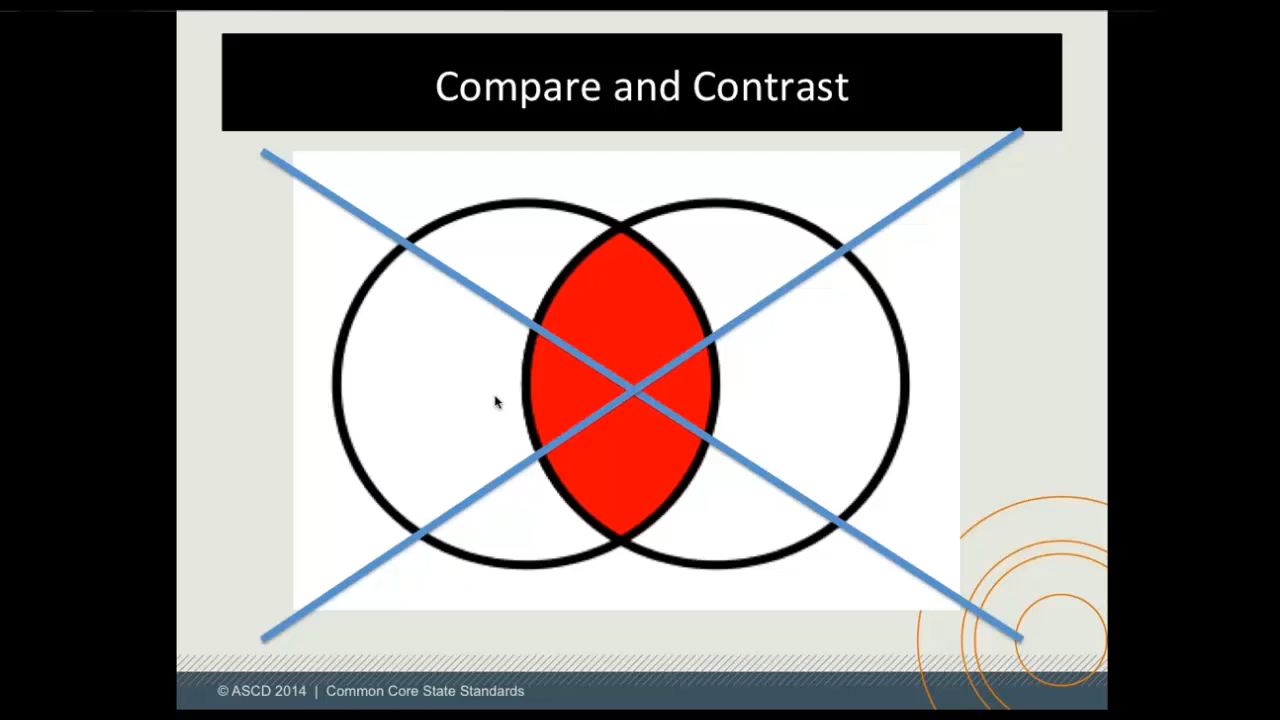 Compare and Contrast
© ASCD 2014 | Common Core State Standards